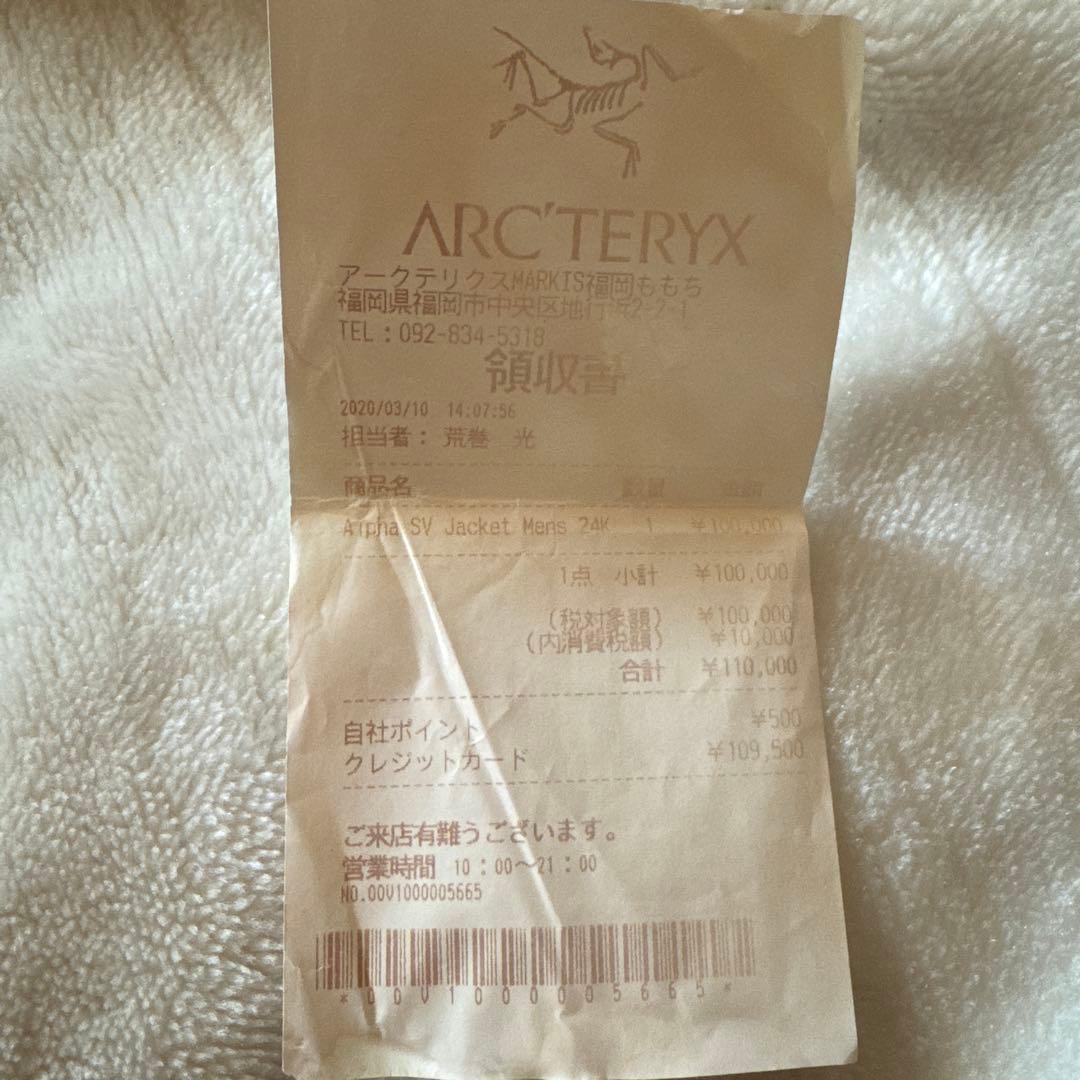 ARC'TERYX
アークテリクスMARKIS福岡ももち
福岡県福岡市中央区地行浜2-2-1
TEL：092-834-5318
領収書
2020/03/10 14:07:56
担当者： 荒巻 光
商品名 数量 金額
Alpha SV Jacket Mens 24K 1 ¥100,000
1点 小計 ¥100,000
(税対象額) ¥100,000
(内消費税額) ¥10,000
合計 ¥110,000
自社ポイント ¥500
クレジットカード ¥109,500
ご来店有難うございます。
営業時間 10：00〜21：00
NO.00V1000005665
*00V1000005665*